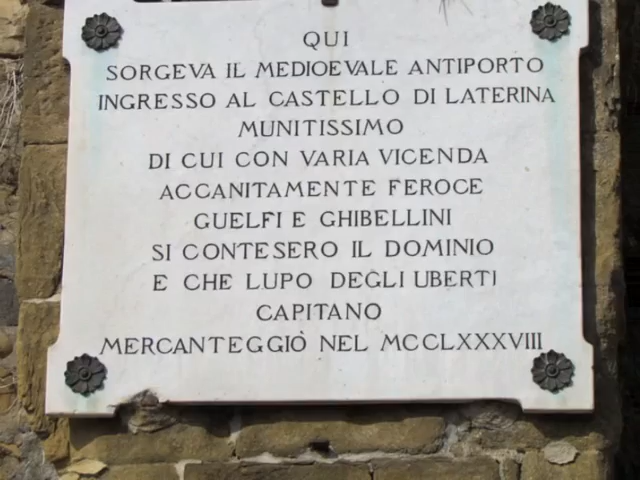 QUI
SORGEVA IL MEDIOEVALE ANTIPORTO
INGRESSO AL CASTELLO DI LATERINA
MUNITISSIMO
DI CUI CON VARIA VICENDA
ACCANITAMENTE FEROCE
GUELFI E GHIBELLINI
SI CONTESERO IL DOMINIO
E CHE LUPO DEGLI UBERTI
CAPITANO
MERCANTEGGIÒ NEL MCCLXXXVIII